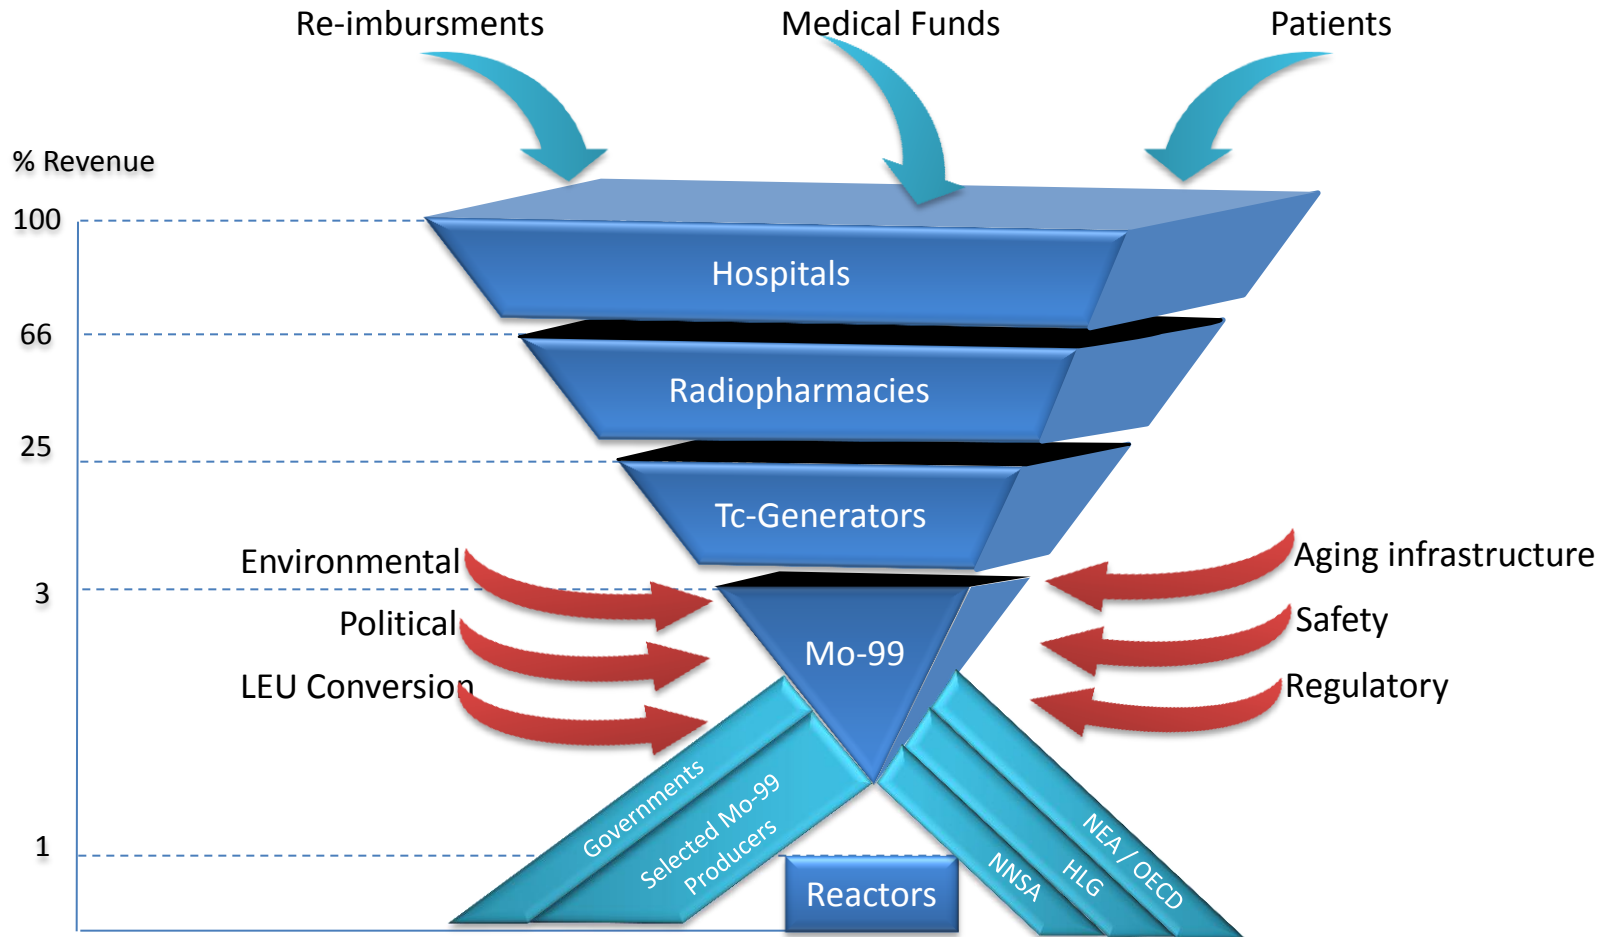 Re-imbursments
Medical Funds
Patients
% Revenue
100
Hospitals
66
Radiopharmacies
25
Tc-Generators
Environmental
Aging infrastructure
3
Political
Safety
Mo-99
LEU Conversion
Regulatory
Governments
Selected Mo-99
Producers
NNSA
HLG
NEA / OECD
1
Reactors